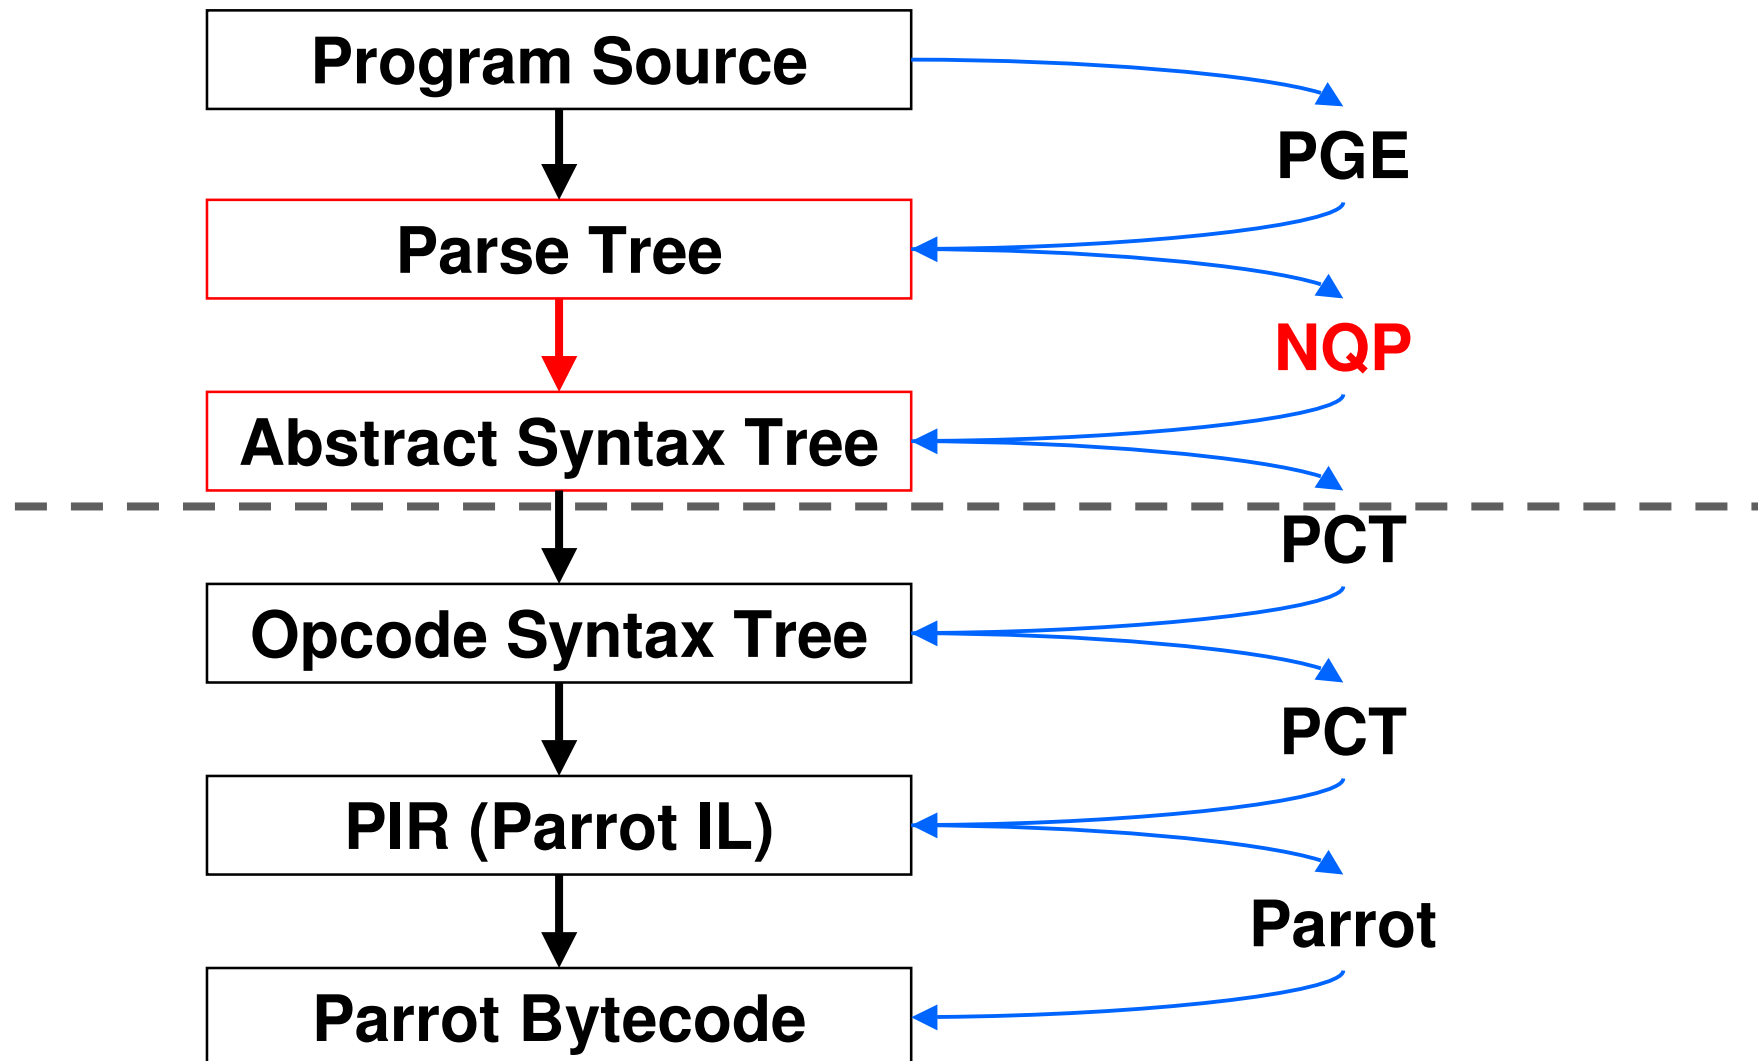 Program Source
PGE
Parse Tree
NQP
Abstract Syntax Tree
PCT
Opcode Syntax Tree
PCT
PIR (Parrot IL)
Parrot
Parrot Bytecode